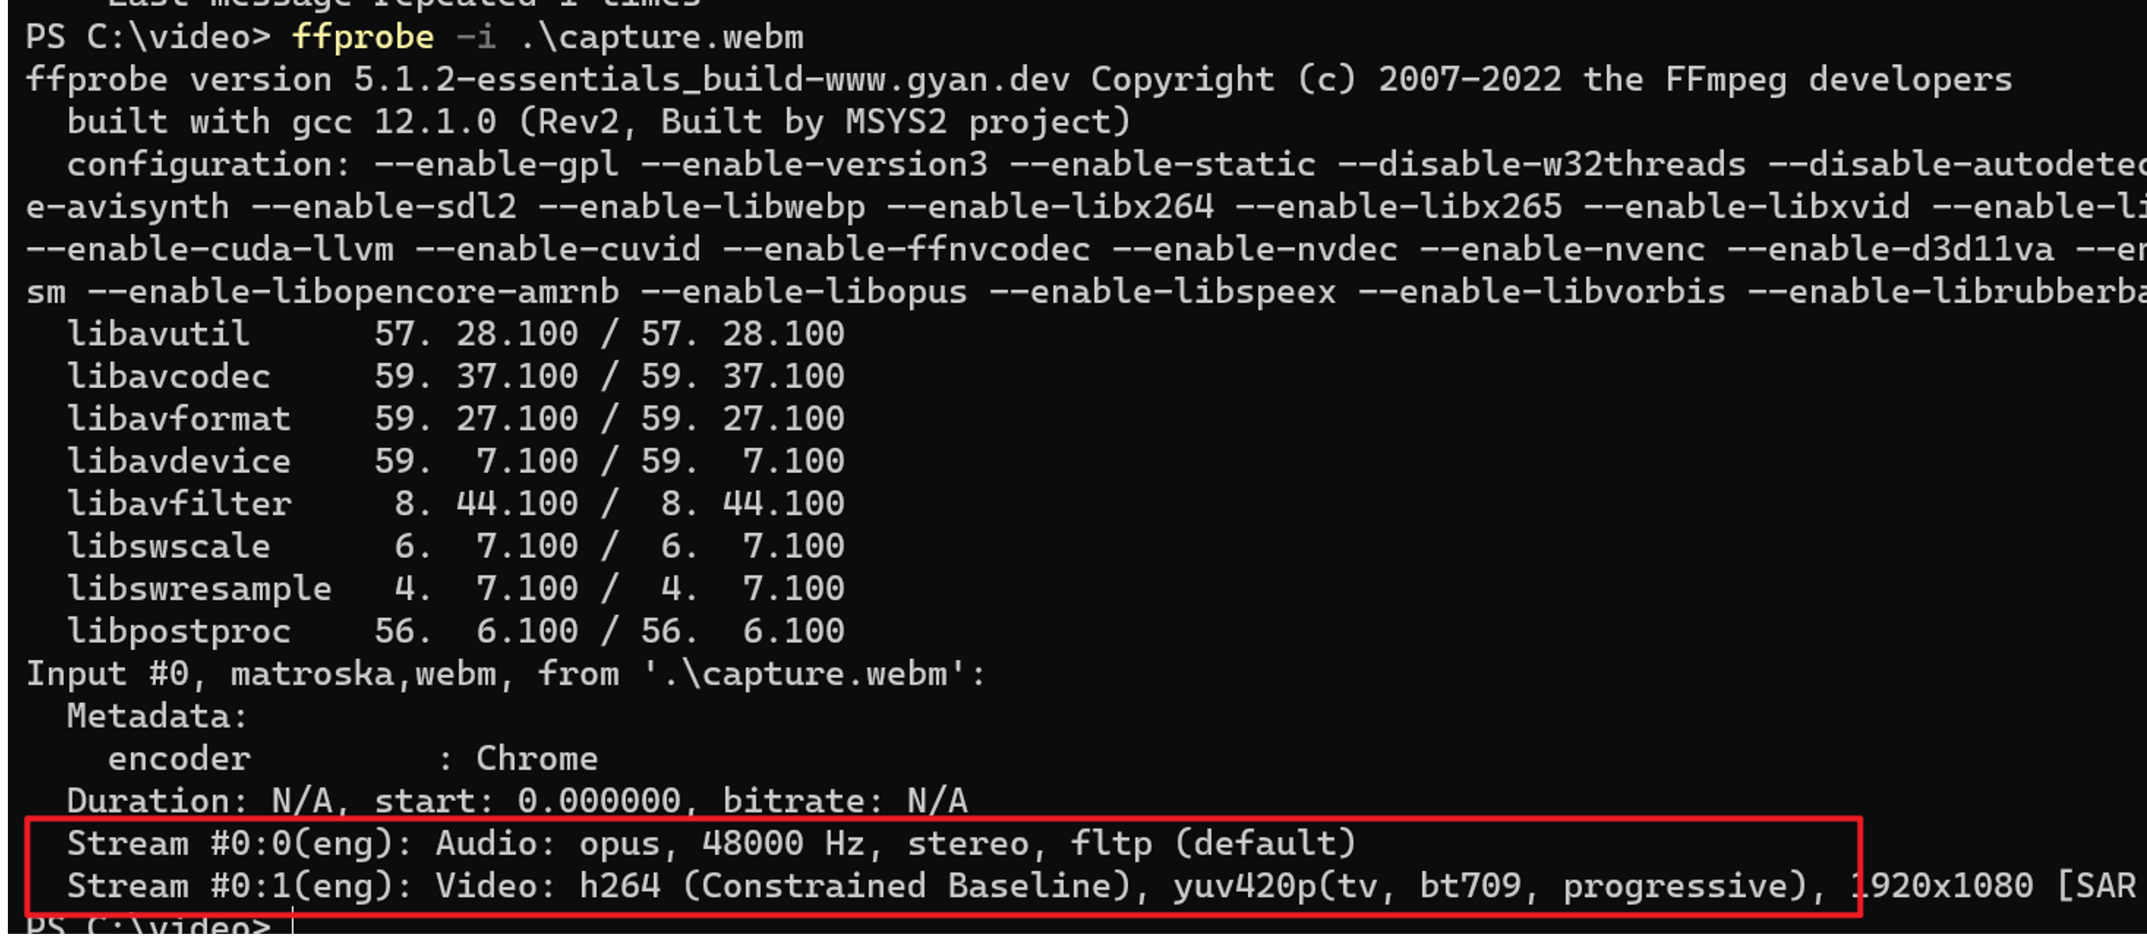 Last message repeated 1 times
PS C:\video> ffprobe -i .\capture.webm
ffprobe version 5.1.2-essentials_build-www.gyan.dev Copyright (c) 2007-2022 the FFmpeg developers
  built with gcc 12.1.0 (Rev2, Built by MSYS2 project)
  configuration: --enable-gpl --enable-version3 --enable-static --disable-w32threads --disable-autodetec
e-avisynth --enable-sdl2 --enable-libwebp --enable-libx264 --enable-libx265 --enable-libxvid --enable-li
--enable-cuda-llvm --enable-cuvid --enable-ffnvcodec --enable-nvdec --enable-nvenc --enable-d3d11va --en
sm --enable-libopencore-amrnb --enable-libopus --enable-libspeex --enable-libvorbis --enable-librubberba
  libavutil      57. 28.100 / 57. 28.100
  libavcodec     59. 37.100 / 59. 37.100
  libavformat    59. 27.100 / 59. 27.100
  libavdevice    59.  7.100 / 59.  7.100
  libavfilter     8. 44.100 /  8. 44.100
  libswscale      6.  7.100 /  6.  7.100
  libswresample   4.  7.100 /  4.  7.100
  libpostproc    56.  6.100 / 56.  6.100
Input #0, matroska,webm, from '.\capture.webm':
  Metadata:
    encoder         : Chrome
  Duration: N/A, start: 0.000000, bitrate: N/A
  Stream #0:0(eng): Audio: opus, 48000 Hz, stereo, fltp (default)
  Stream #0:1(eng): Video: h264 (Constrained Baseline), yuv420p(tv, bt709, progressive), 1920x1080 [SAR
PS C:\video>